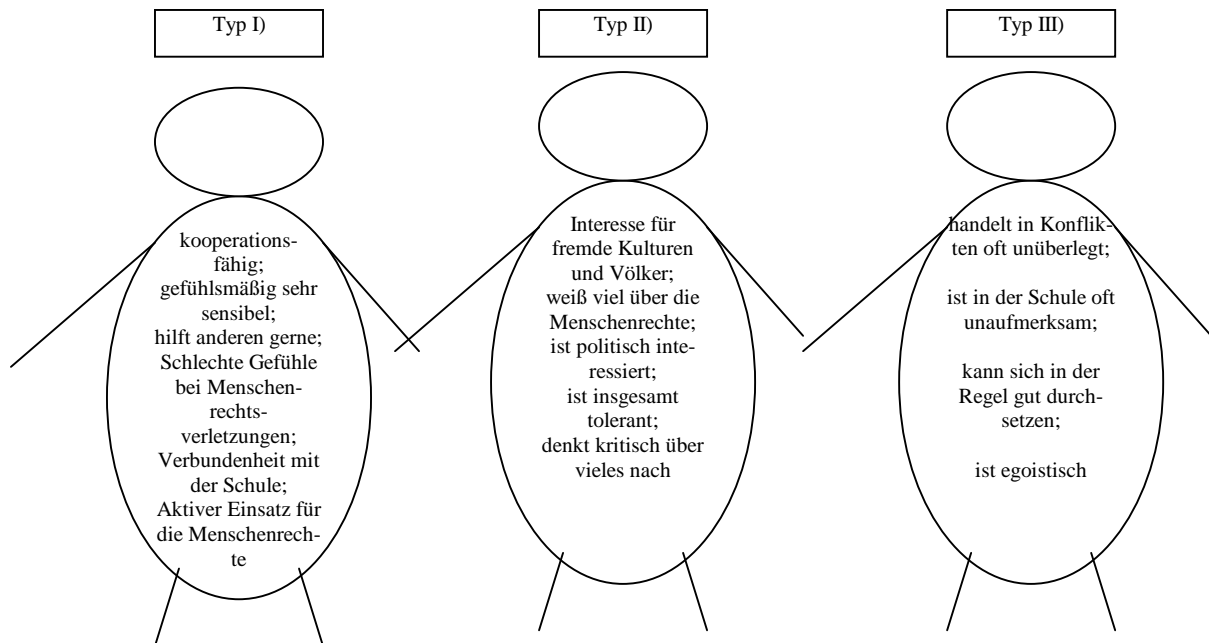 Typ I)
kooperations-
fähig;
gefühlsmäßig sehr
sensibel;
hilft anderen gerne;
Schlechte Gefühle
bei Menschen-
rechts-
verletzungen;
Verbundenheit mit
der Schule;
Aktiver Einsatz für
die Menschenrech-
te
Typ II)
Interesse für
fremde Kulturen
und Völker;
weiß viel über die
Menschenrechte;
ist politisch inte-
ressiert;
ist insgesamt
tolerant;
denkt kritisch über
vieles nach
Typ III)
handelt in Konflik-
ten oft unüberlegt;
ist in der Schule oft
unaufmerksam;
kann sich in der
Regel gut durch-
setzen;
ist egoistisch